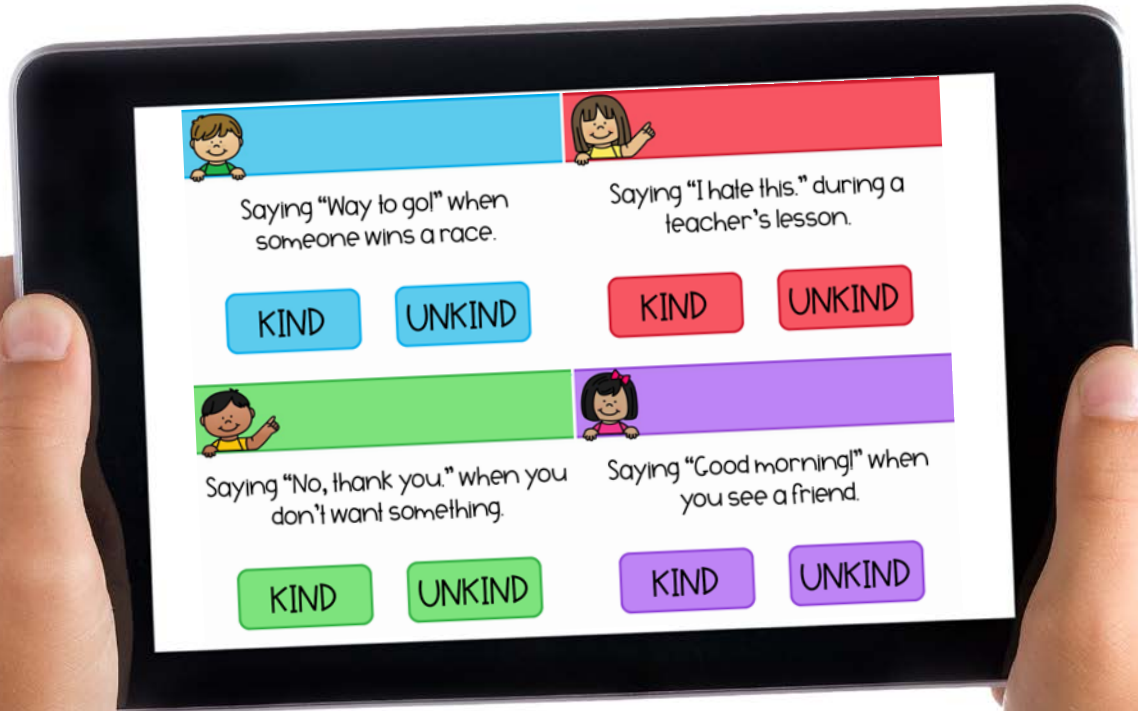 Saying “Way to go!” when
someone wins a race.
KIND
UNKIND
Saying “I hate this.” during a
teacher’s lesson.
KIND
UNKIND
Saying “No, thank you.” when you
don’t want something.
KIND
UNKIND
Saying “Good morning!” when
you see a friend.
KIND
UNKIND